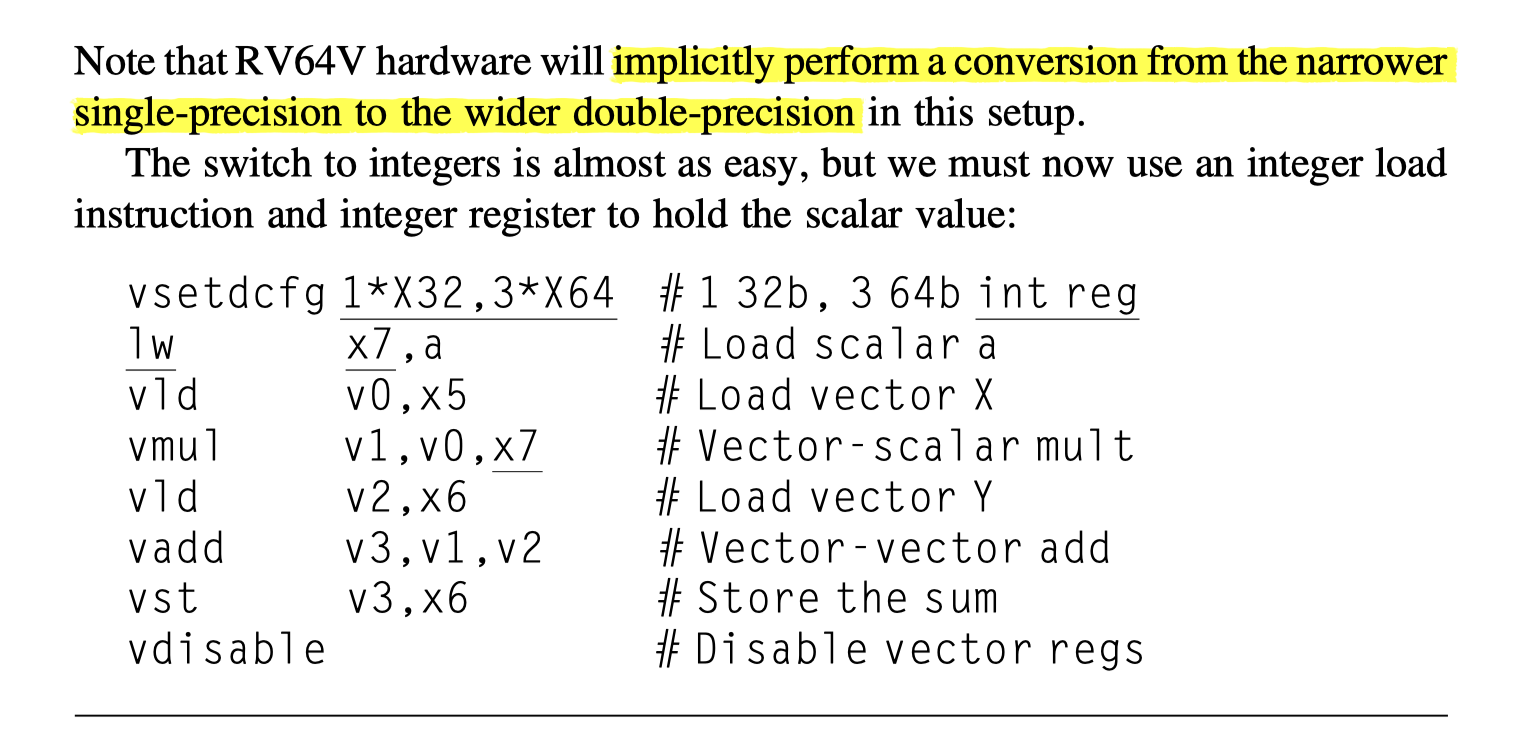 Note that RV64V hardware will implicitly perform a conversion from the narrower
single-precision to the wider double-precision in this setup.
The switch to integers is almost as easy, but we must now use an integer load
instruction and integer register to hold the scalar value:
vsetdcfg 1*X32,3*X64 # 1 32b, 3 64b int reg
lw x7,a # Load scalar a
vld v0,x5 # Load vector X
vmul v1,v0,x7 # Vector-scalar mult
vld v2,x6 # Load vector Y
vadd v3,v1,v2 # Vector-vector add
vst v3,x6 # Store the sum
vdisable # Disable vector regs